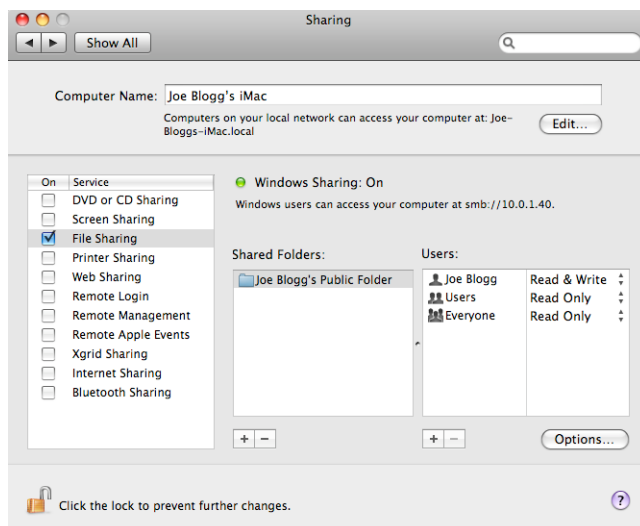 Sharing
Show All
Computer Name: Joe Blogg's iMac
Computers on your local network can access your computer at: Joe-
Bloggs-iMac.local
Edit...
On Service
DVD or CD Sharing
Screen Sharing
File Sharing
Printer Sharing
Web Sharing
Remote Login
Remote Management
Remote Apple Events
Xgrid Sharing
Internet Sharing
Bluetooth Sharing
Windows Sharing: On
Windows users can access your computer at smb://10.0.1.40.
Shared Folders:
Joe Blogg's Public Folder
Users:
Joe Blogg Read & Write
Users Read Only
Everyone Read Only
+ −
+ −
Options...
Click the lock to prevent further changes.
?